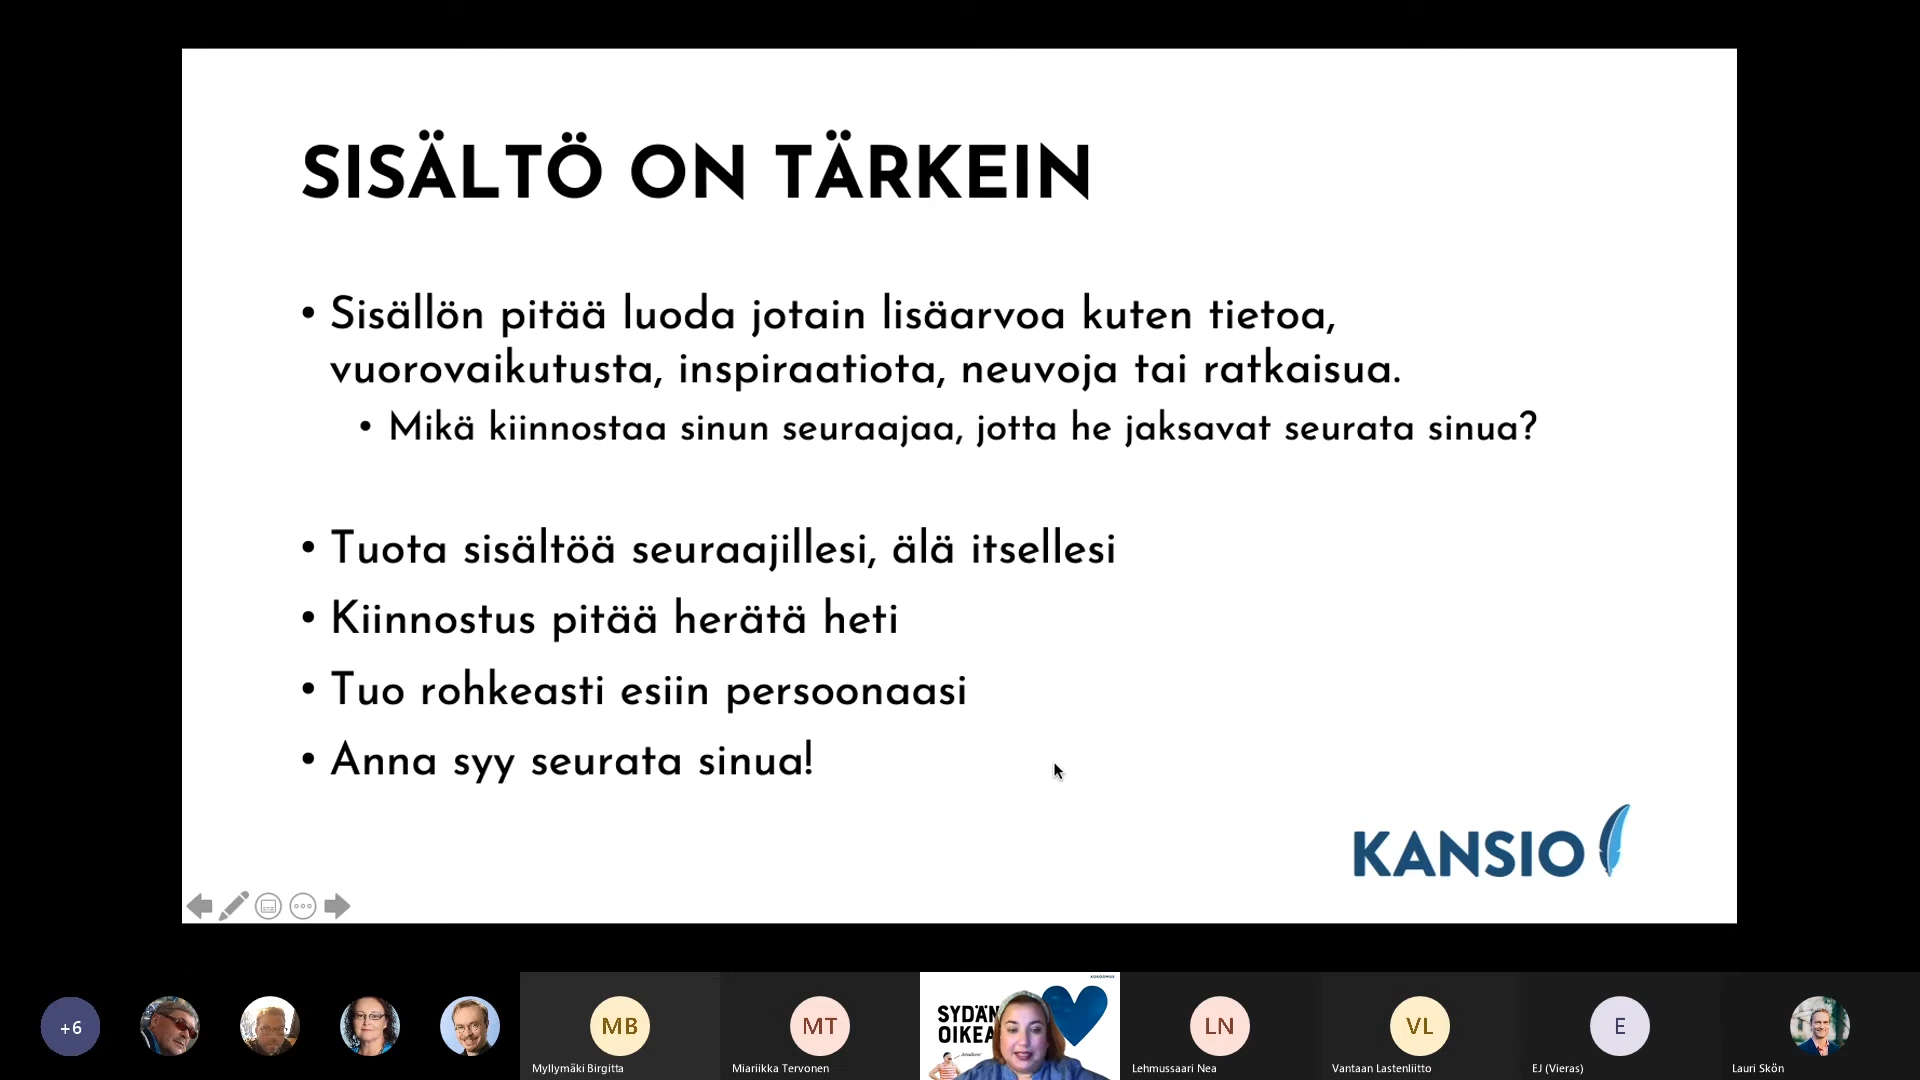 SISÄLTÖ ON TÄRKEIN
• Sisällön pitää luoda jotain lisäarvoa kuten tietoa,
vuorovaikutusta, inspiraatiota, neuvoja tai ratkaisua.
• Mikä kiinnostaa sinun seuraajaa, jotta he jaksavat seurata sinua?
• Tuota sisältöä seuraajillesi, älä itsellesi
• Kiinnostus pitää herätä heti
• Tuo rohkeasti esiin persoonaasi
• Anna syy seurata sinua!
KANSIO
+6
MB
Myllymäki Birgitta
MT
Miariikka Tervonen
KOKOOMUS
SYDÄN
OIKEA
LN
Lehmussaari Nea
VL
Vantaan Lastenliitto
E
EJ (Vieras)
Lauri Skön